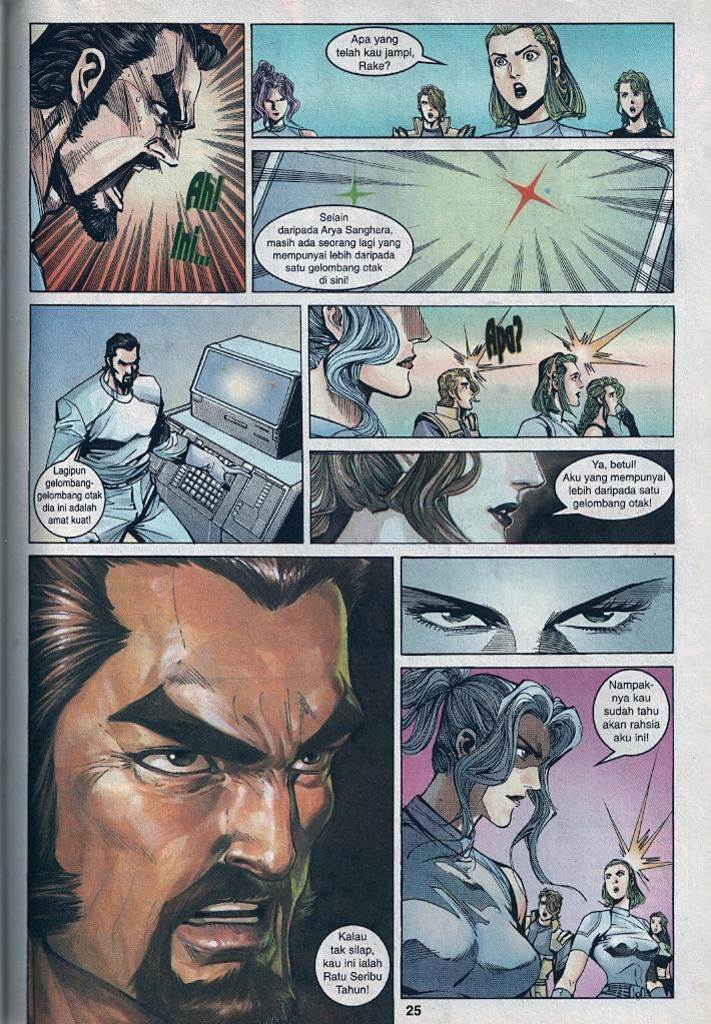 Ah!
Ini...
Apa yang
telah kau jampi,
Rake?
Selain
daripada Arya Sanghara,
masih ada seorang lagi yang
mempunyai lebih daripada
satu gelombang otak
di sini!
Lagipun
gelombang-
gelombang otak
dia ini adalah
amat kuat!
Apa?
Ya, betul!
Aku yang mempunyai
lebih daripada satu
gelombang otak!
Kalau
tak silap,
kau ini ialah
Ratu Seribu
Tahun!
Nampak-
nya kau
sudah tahu
akan rahsia
aku ini!
25